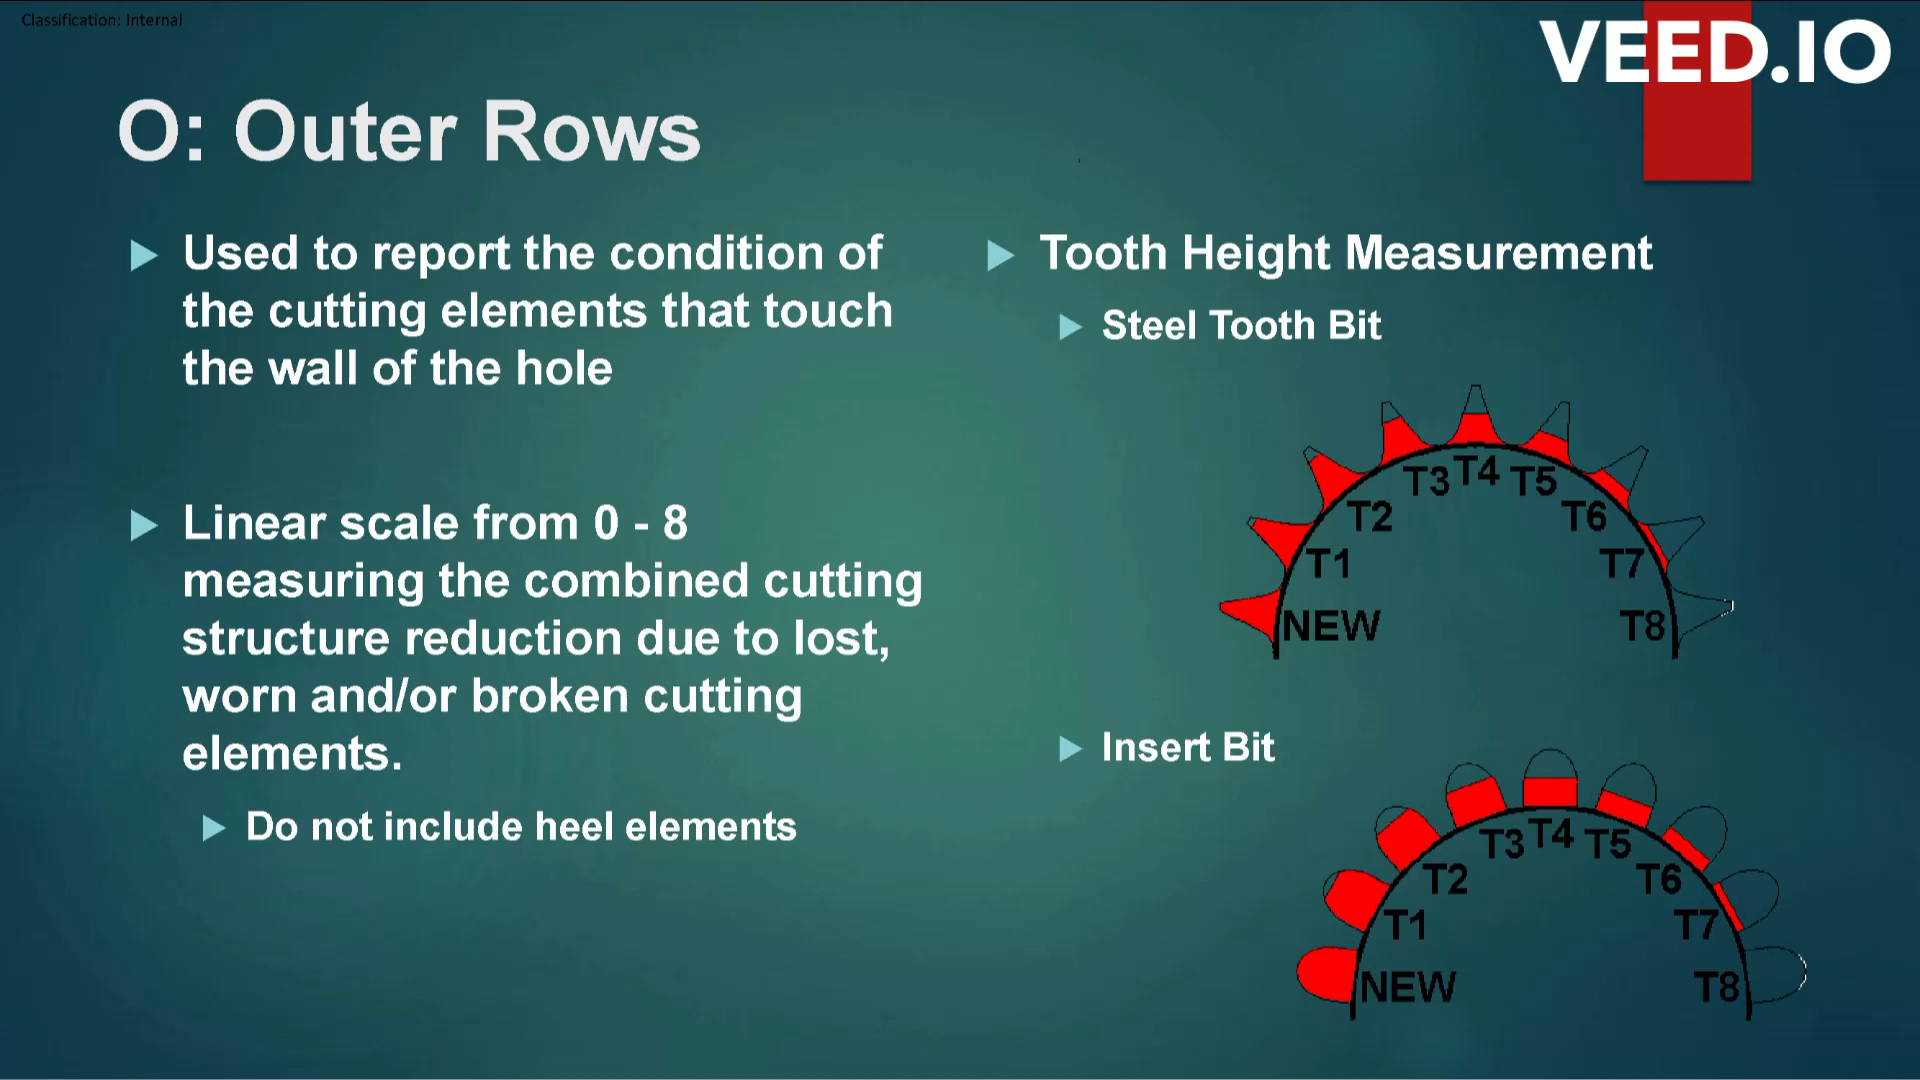 Classification: Internal
VEED.IO
O: Outer Rows
Used to report the condition of
the cutting elements that touch
the wall of the hole
Linear scale from 0 - 8
measuring the combined cutting
structure reduction due to lost,
worn and/or broken cutting
elements.
Do not include heel elements
Tooth Height Measurement
Steel Tooth Bit
NEW
T1
T2
T3
T4
T5
T6
T7
T8
Insert Bit
NEW
T1
T2
T3
T4
T5
T6
T7
T8